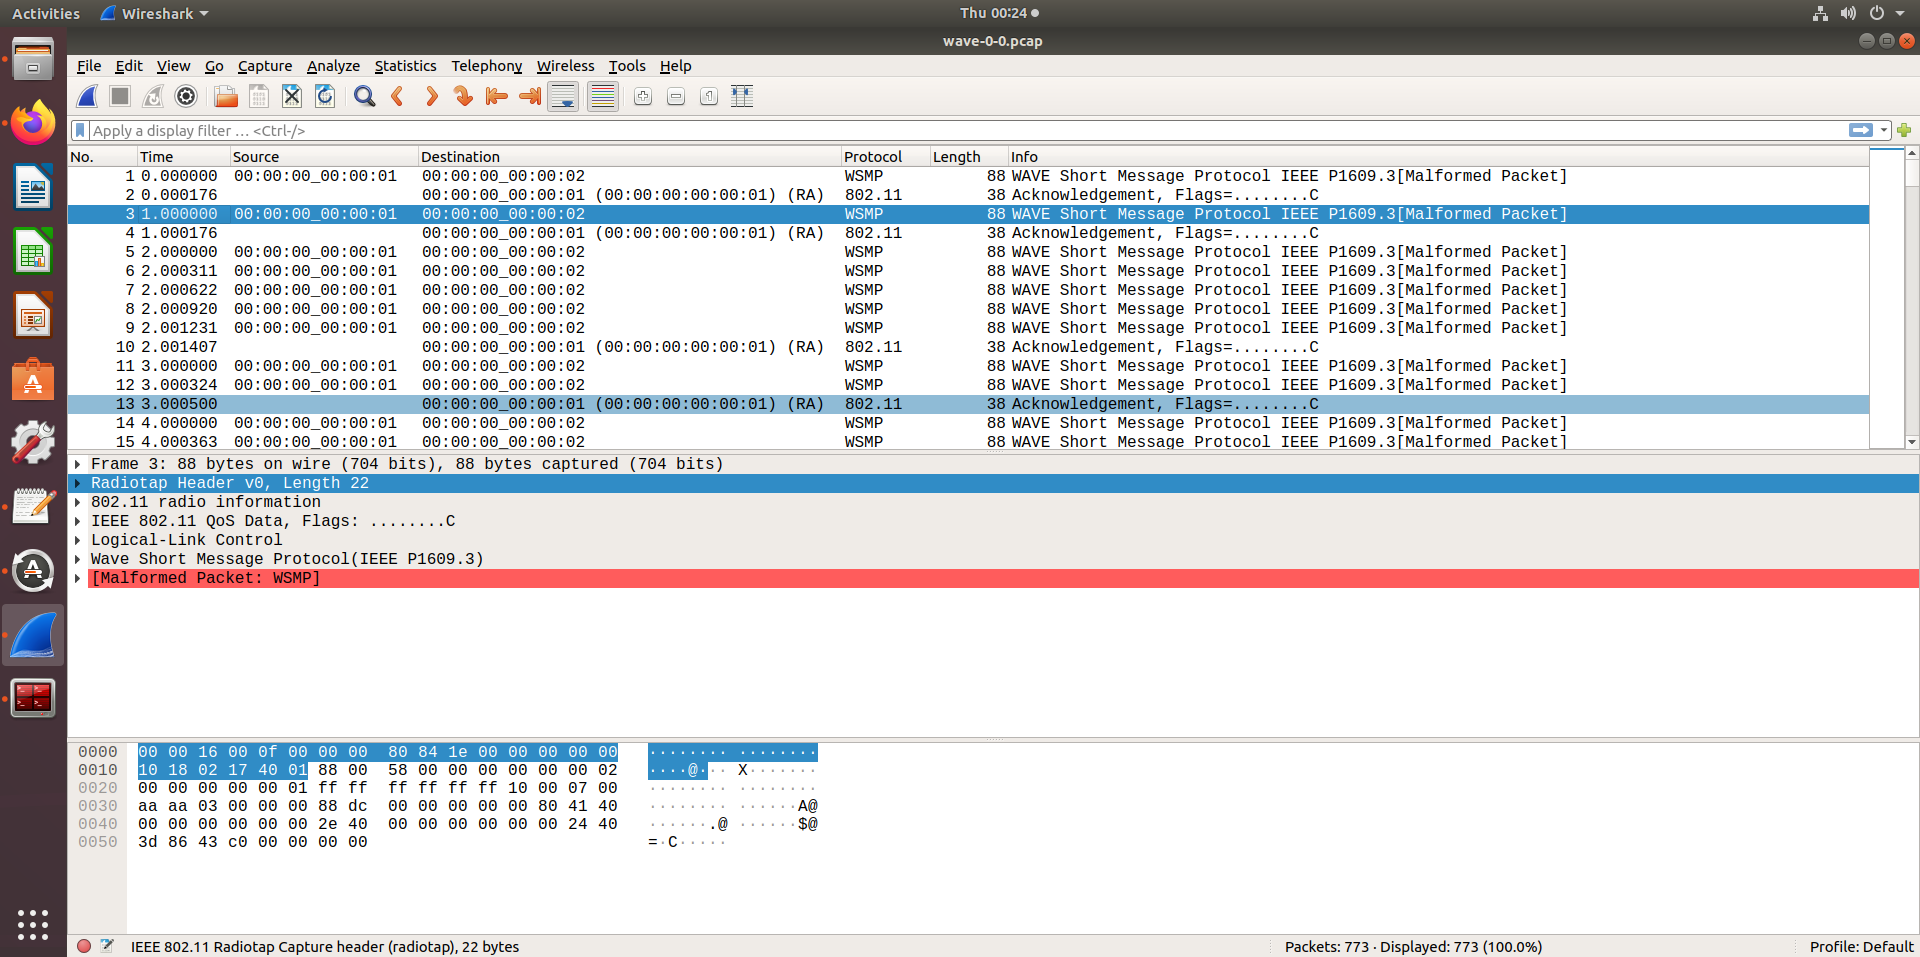 Activities Wireshark Thu 00:24
wave-0-0.pcap
File Edit View Go Capture Analyze Statistics Telephony Wireless Tools Help
Apply a display filter … <Ctrl-/>
No. Time Source Destination Protocol Length Info
1 0.000000 00:00:00_00:00:01 00:00:00_00:00:02 WSMP 88 WAVE Short Message Protocol IEEE P1609.3[Malformed Packet]
2 0.000176 00:00:00_00:00:01 (00:00:00:00:00:01) (RA) 802.11 38 Acknowledgement, Flags=........C
3 1.000000 00:00:00_00:00:01 00:00:00_00:00:02 WSMP 88 WAVE Short Message Protocol IEEE P1609.3[Malformed Packet]
4 1.000176 00:00:00_00:00:01 (00:00:00:00:00:01) (RA) 802.11 38 Acknowledgement, Flags=........C
5 2.000000 00:00:00_00:00:01 00:00:00_00:00:02 WSMP 88 WAVE Short Message Protocol IEEE P1609.3[Malformed Packet]
6 2.000311 00:00:00_00:00:01 00:00:00_00:00:02 WSMP 88 WAVE Short Message Protocol IEEE P1609.3[Malformed Packet]
7 2.000622 00:00:00_00:00:01 00:00:00_00:00:02 WSMP 88 WAVE Short Message Protocol IEEE P1609.3[Malformed Packet]
8 2.000920 00:00:00_00:00:01 00:00:00_00:00:02 WSMP 88 WAVE Short Message Protocol IEEE P1609.3[Malformed Packet]
9 2.001231 00:00:00_00:00:01 00:00:00_00:00:02 WSMP 88 WAVE Short Message Protocol IEEE P1609.3[Malformed Packet]
10 2.001407 00:00:00_00:00:01 (00:00:00:00:00:01) (RA) 802.11 38 Acknowledgement, Flags=........C
11 3.000000 00:00:00_00:00:01 00:00:00_00:00:02 WSMP 88 WAVE Short Message Protocol IEEE P1609.3[Malformed Packet]
12 3.000324 00:00:00_00:00:01 00:00:00_00:00:02 WSMP 88 WAVE Short Message Protocol IEEE P1609.3[Malformed Packet]
13 3.000500 00:00:00_00:00:01 (00:00:00:00:00:01) (RA) 802.11 38 Acknowledgement, Flags=........C
14 4.000000 00:00:00_00:00:01 00:00:00_00:00:02 WSMP 88 WAVE Short Message Protocol IEEE P1609.3[Malformed Packet]
15 4.000363 00:00:00_00:00:01 00:00:00_00:00:02 WSMP 88 WAVE Short Message Protocol IEEE P1609.3[Malformed Packet]
Frame 3: 88 bytes on wire (704 bits), 88 bytes captured (704 bits)
Radiotap Header v0, Length 22
802.11 radio information
IEEE 802.11 QoS Data, Flags: ........C
Logical-Link Control
Wave Short Message Protocol(IEEE P1609.3)
[Malformed Packet: WSMP]
0000 00 00 16 00 0f 00 00 00 80 84 1e 00 00 00 00 00 ········ ········
0010 10 18 02 17 40 01 88 00 58 00 00 00 00 00 00 02 ····@··· X·······
0020 00 00 00 00 00 01 ff ff ff ff ff ff 10 00 07 00 ········ ········
0030 aa aa 03 00 00 00 88 dc 00 00 00 00 00 80 41 40 ········ ······A@
0040 00 00 00 00 00 00 2e 40 00 00 00 00 00 00 24 40 ······.@ ······$@
0050 3d 86 43 c0 00 00 00 00 =·C·····
IEEE 802.11 Radiotap Capture header (radiotap), 22 bytes Packets: 773 · Displayed: 773 (100.0%) Profile: Default